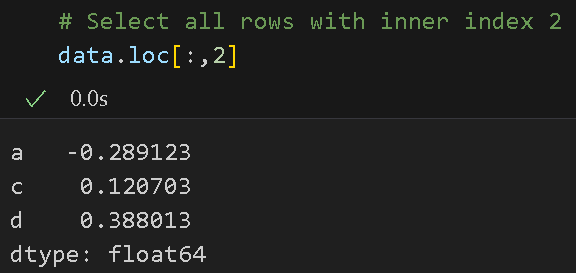 # Select all rows with inner index 2
data.loc[:,2]
✓ 0.0s
a   -0.289123
c    0.120703
d    0.388013
dtype: float64